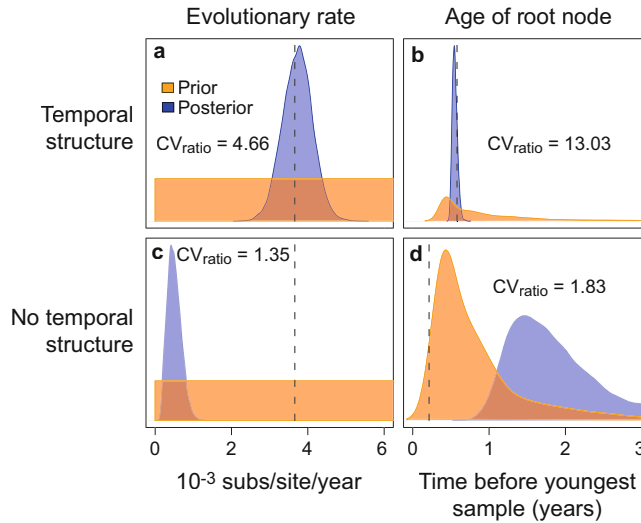 Evolutionary rate
Age of root node
Temporal
structure
a
Prior
Posterior
CVratio = 4.66
b
CVratio = 13.03
No temporal
structure
c
CVratio = 1.35
d
CVratio = 1.83
0 2 4 6
0 1 2 3
10-3 subs/site/year
Time before youngest
sample (years)